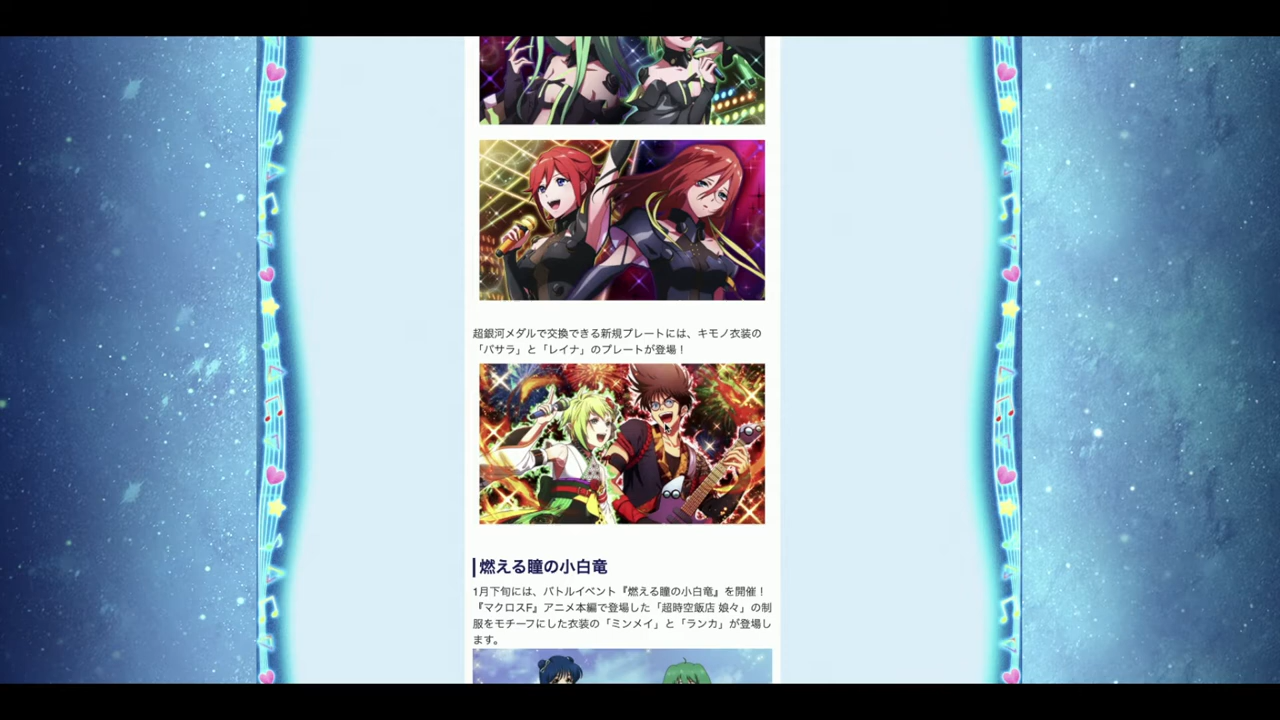 超銀河メダルで交換できる新規プレートには、キモノ衣装の
「バサラ」と「レイナ」のプレートが登場！
燃える瞳の小白竜
1月下旬には、バトルイベント『燃える瞳の小白竜』を開催！
『マクロスF』アニメ本編で登場した「超時空飯店 娘々」の制
服をモチーフにした衣装の「ミンメイ」と「ランカ」が登場し
ます。